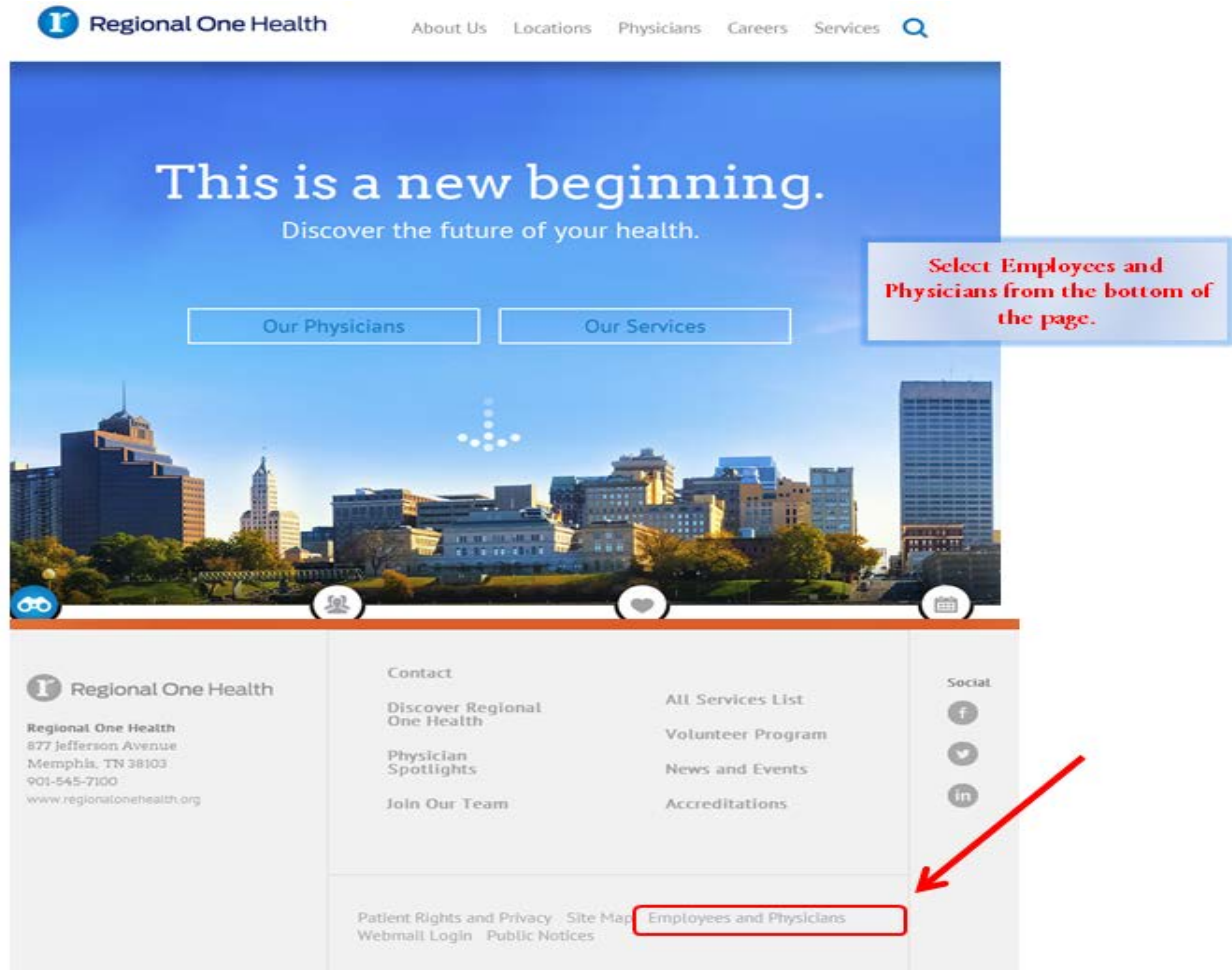 Regional One Health
About Us Locations Physicians Careers Services
This is a new beginning.
Discover the future of your health.
Our Physicians Our Services
Select Employees and
Physicians from the bottom of
the page.
Regional One Health
Regional One Health
877 Jefferson Avenue
Memphis, TN 38103
901-545-7100
www.regionalonehealth.org
Contact
Discover Regional
One Health
Physician
Spotlights
Join Our Team
All Services List
Volunteer Program
News and Events
Accreditations
Social
Patient Rights and Privacy Site Map Employees and Physicians
Webmail Login Public Notices